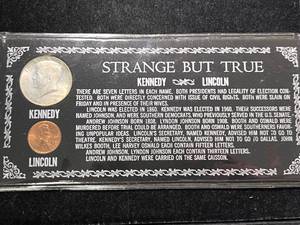 STRANGE BUT TRUE
KENNEDY LINCOLN
THERE ARE SEVEN LETTERS IN EACH NAME. BOTH PRESIDENTS HAD LEGALITY OF ELECTION CON-
TESTED. BOTH WERE DIRECTLY CONCERNED WITH ISSUE OF CIVIL RIGHTS. BOTH WERE SLAIN ON
FRIDAY AND IN PRESENCE OF THEIR WIVES.
LINCOLN WAS ELECTED IN 1860. KENNEDY WAS ELECTED IN 1960. THEIR SUCCESSORS WERE
NAMED JOHNSON, AND WERE SOUTHERN DEMOCRATS, WHO PREVIOUSLY SERVED IN THE U.S. SENATE.
ANDREW JOHNSON BORN 1808. LYNDON JOHNSON BORN 1908. BOOTH AND OSWALD WERE
MURDERED BEFORE TRIAL COULD BE ARRANGED. BOOTH AND OSWALD WERE SOUTHERNERS FAVOR-
ING UNPOPULAR IDEAS. LINCOLN'S SECRETARY, NAMED KENNEDY, ADVISED HIM NOT TO GO TO
THEATRE. KENNEDY'S SECRETARY, NAMED LINCOLN, ADVISED HIM NOT TO GO TO DALLAS. JOHN
WILKES BOOTH, LEE HARVEY OSWALD EACH CONTAIN FIFTEEN LETTERS.
ANDREW JOHNSON, LYNDON JOHNSON EACH CONTAIN THIRTEEN LETTERS.
LINCOLN AND KENNEDY WERE CARRIED ON THE SAME CAISSON.
KENNEDY
LINCOLN